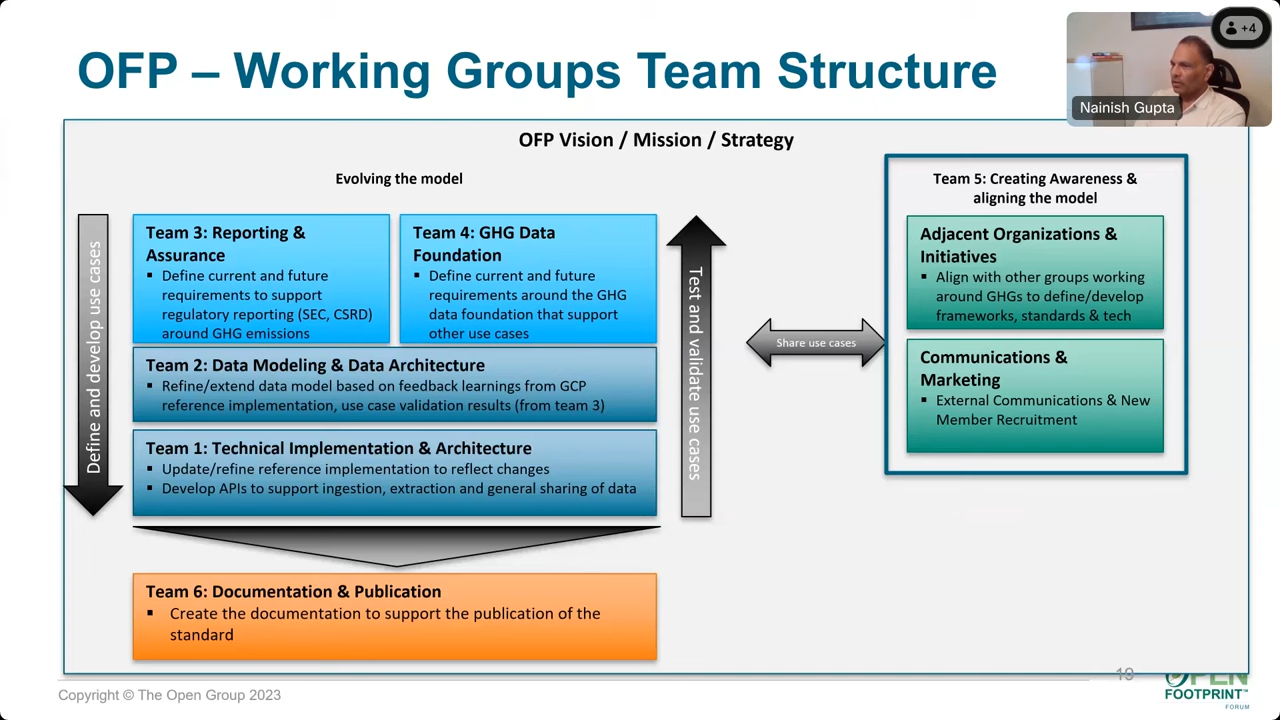 OFP – Working Groups Team Structure
+4
Nainish Gupta
OFP Vision / Mission / Strategy
Evolving the model
Define and develop use cases
Team 3: Reporting &
Assurance
▪ Define current and future
requirements to support
regulatory reporting (SEC, CSRD)
around GHG emissions
Team 4: GHG Data
Foundation
▪ Define current and future
requirements around the GHG
data foundation that support
other use cases
Team 2: Data Modeling & Data Architecture
▪ Refine/extend data model based on feedback learnings from GCP
reference implementation, use case validation results (from team 3)
Team 1: Technical Implementation & Architecture
▪ Update/refine reference implementation to reflect changes
▪ Develop APIs to support ingestion, extraction and general sharing of data
Test and validate use cases
Share use cases
Team 5: Creating Awareness &
aligning the model
Adjacent Organizations &
Initiatives
▪ Align with other groups working
around GHGs to define/develop
frameworks, standards & tech
Communications &
Marketing
▪ External Communications & New
Member Recruitment
Team 6: Documentation & Publication
▪ Create the documentation to support the publication of the
standard
Copyright © The Open Group 2023
OPEN
FOOTPRINT™
FORUM